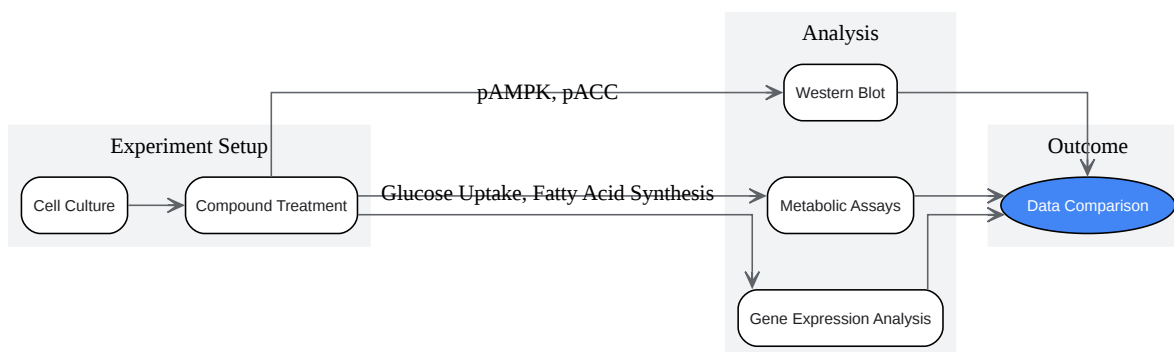 Analysis
Western Blot
pAMPK, pACC
Experiment Setup
Outcome
Cell Culture
Compound Treatment
Glucose Uptake, Fatty Acid Synthesis
Metabolic Assays
Data Comparison
Gene Expression Analysis